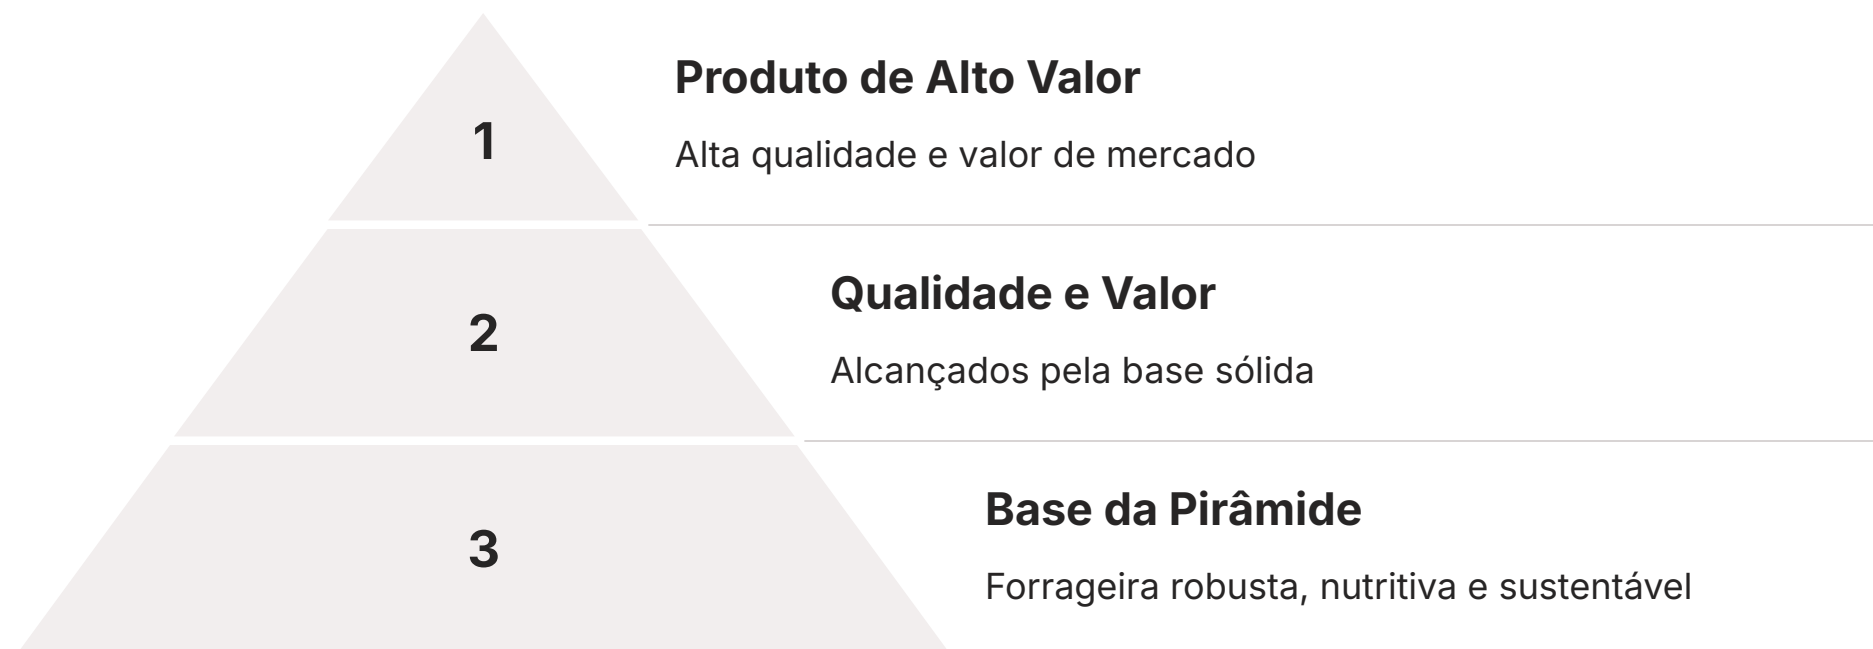 1
Produto de Alto Valor
Alta qualidade e valor de mercado
2
Qualidade e Valor
Alcançados pela base sólida
3
Base da Pirâmide
Forrageira robusta, nutritiva e sustentável